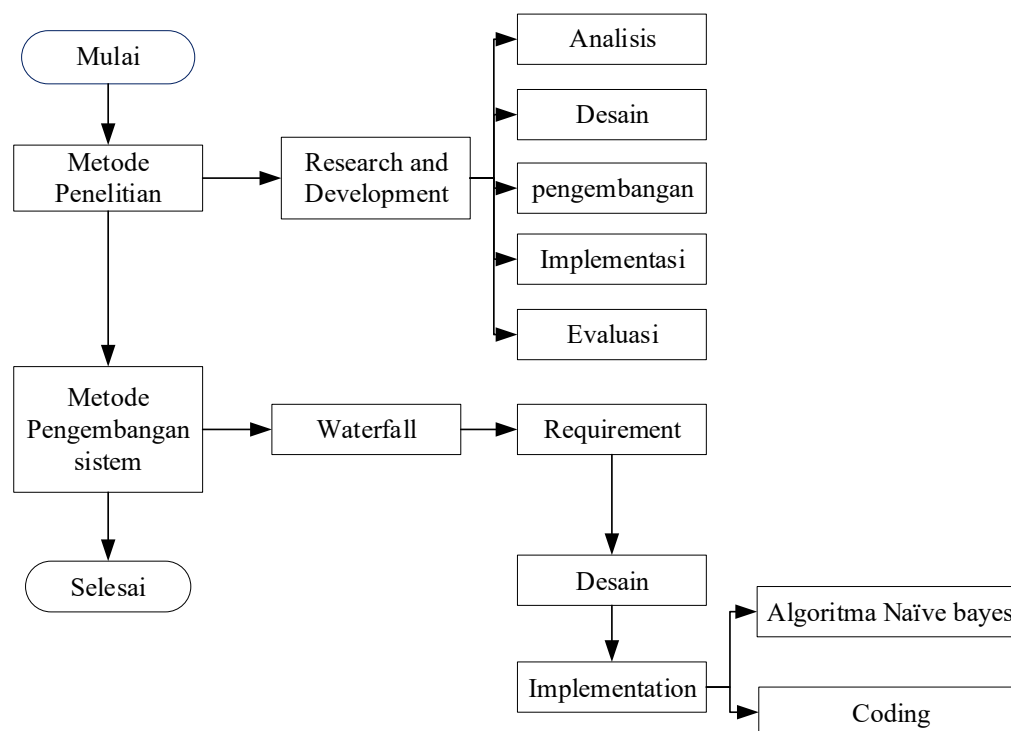 Mulai
Metode
Penelitian
Research and
Development
Analisis
Desain
pengembangan
Implementasi
Evaluasi
Metode
Pengembangan
sistem
Waterfall
Requirement
Selesai
Desain
Implementation
Algoritma Naïve bayes
Coding